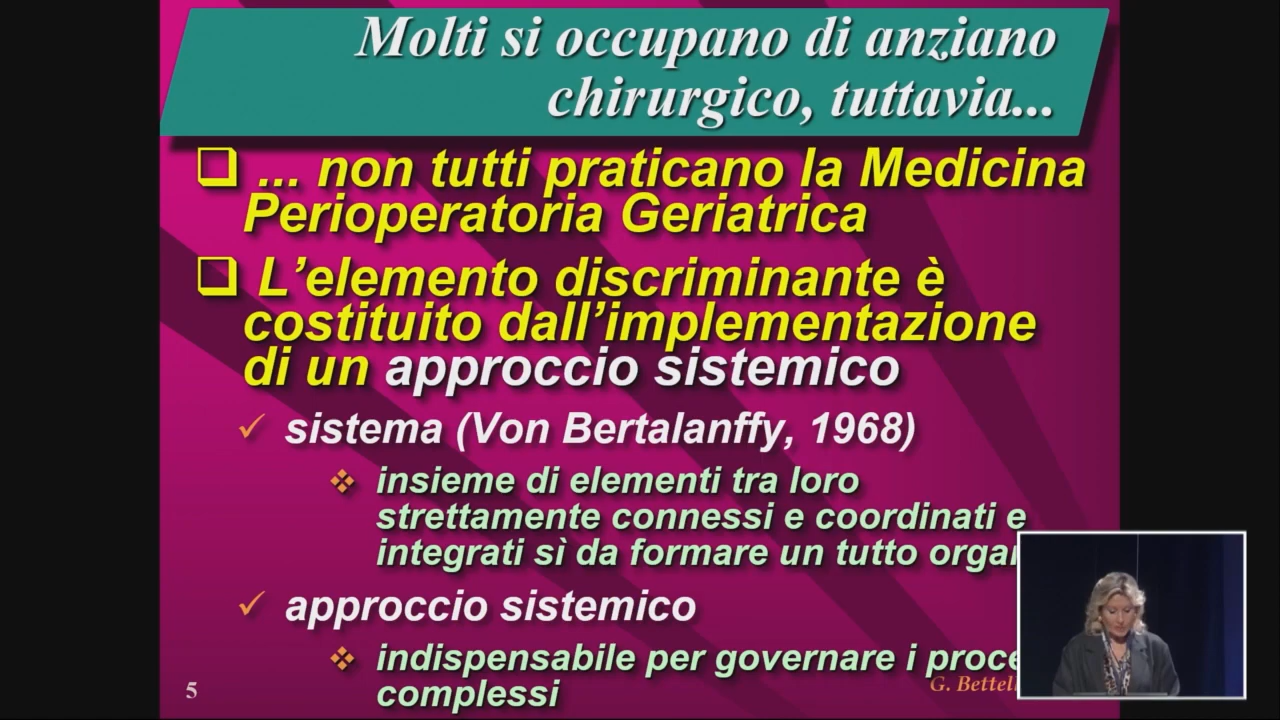 Molti si occupano di anziano
chirurgico, tuttavia...
... non tutti praticano la Medicina
Perioperatoria Geriatrica
L’elemento discriminante è
costituito dall’implementazione
di un approccio sistemico
sistema (Von Bertalanffy, 1968)
insieme di elementi tra loro
strettamente connessi e coordinati e
integrati sì da formare un tutto
approccio sistemico
indispensabile per governare i
complessi
5
G.